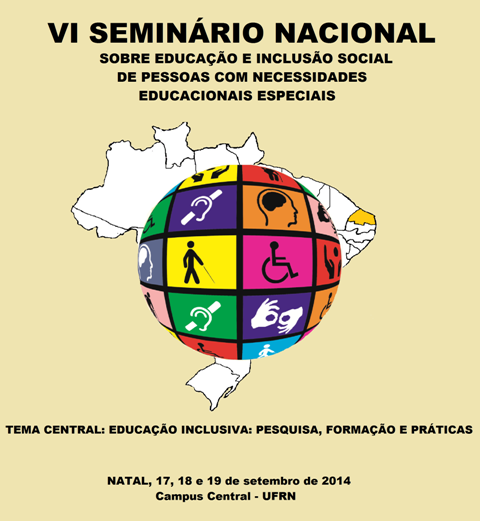 VI SEMINÁRIO NACIONAL
SOBRE EDUCAÇÃO E INCLUSÃO SOCIAL
DE PESSOAS COM NECESSIDADES
EDUCACIONAIS ESPECIAIS
TEMA CENTRAL: EDUCAÇÃO INCLUSIVA: PESQUISA, FORMAÇÃO E PRÁTICAS
NATAL, 17, 18 e 19 de setembro de 2014
Campus Central - UFRN